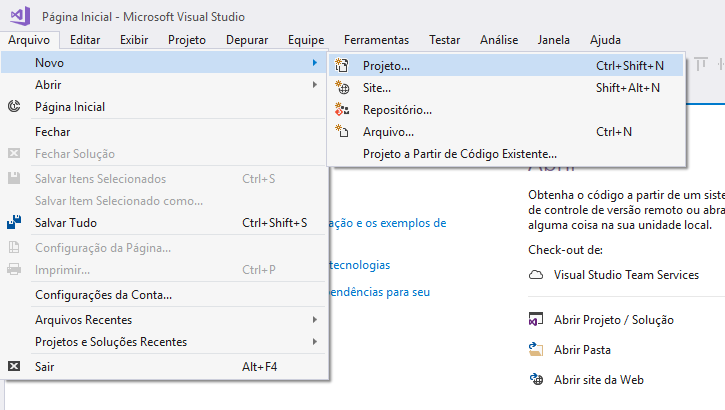 Página Inicial - Microsoft Visual Studio
Arquivo Editar Exibir Projeto Depurar Equipe Ferramentas Testar Análise Janela Ajuda
Novo
Abrir
Página Inicial
Fechar
Fechar Solução
Salvar Itens Selecionados Ctrl+S
Salvar Item Selecionado como...
Salvar Tudo Ctrl+Shift+S
Configuração da Página...
Imprimir... Ctrl+P
Configurações da Conta...
Arquivos Recentes
Projetos e Soluções Recentes
Sair Alt+F4
Projeto... Ctrl+Shift+N
Site... Shift+Alt+N
Repositório...
Arquivo... Ctrl+N
Projeto a Partir de Código Existente...
ação e os exemplos de
tecnologias
endências para seu
Abrir
Obtenha o código a partir de um siste
de controle de versão remoto ou abra
alguma coisa na sua unidade local.
Check-out de:
Visual Studio Team Services
Abrir Projeto / Solução
Abrir Pasta
Abrir site da Web